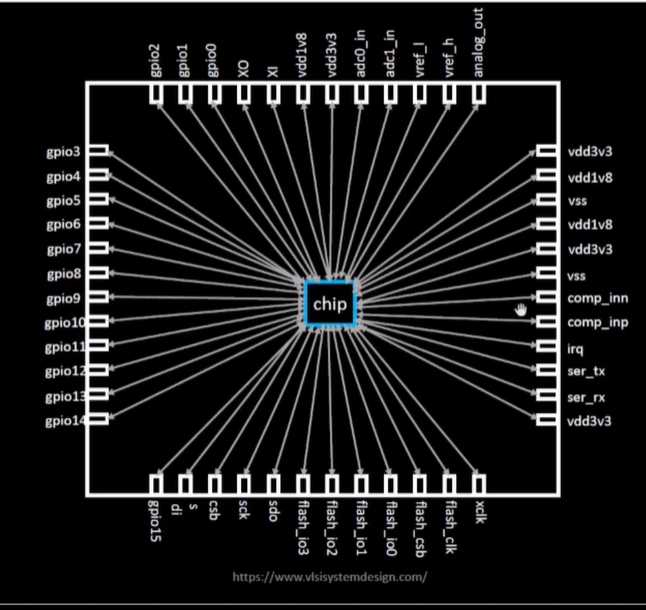 gpio2
gpio1
gpio0
XO
XI
vdd1v8
vdd3v3
adc0_in
adc1_in
vref_l
vref_h
analog_out
gpio3
gpio4
gpio5
gpio6
gpio7
gpio8
gpio9
gpio10
gpio11
gpio12
gpio13
gpio14
chip
vdd3v3
vdd1v8
vss
vdd1v8
vdd3v3
vss
comp_inn
comp_inp
irq
ser_tx
ser_rx
vdd3v3
gpio15
di
s
csb
sck
sdo
flash_io3
flash_io2
flash_io1
flash_io0
flash_csb
flash_clk
xclk
https://www.vlsisystemdesign.com/